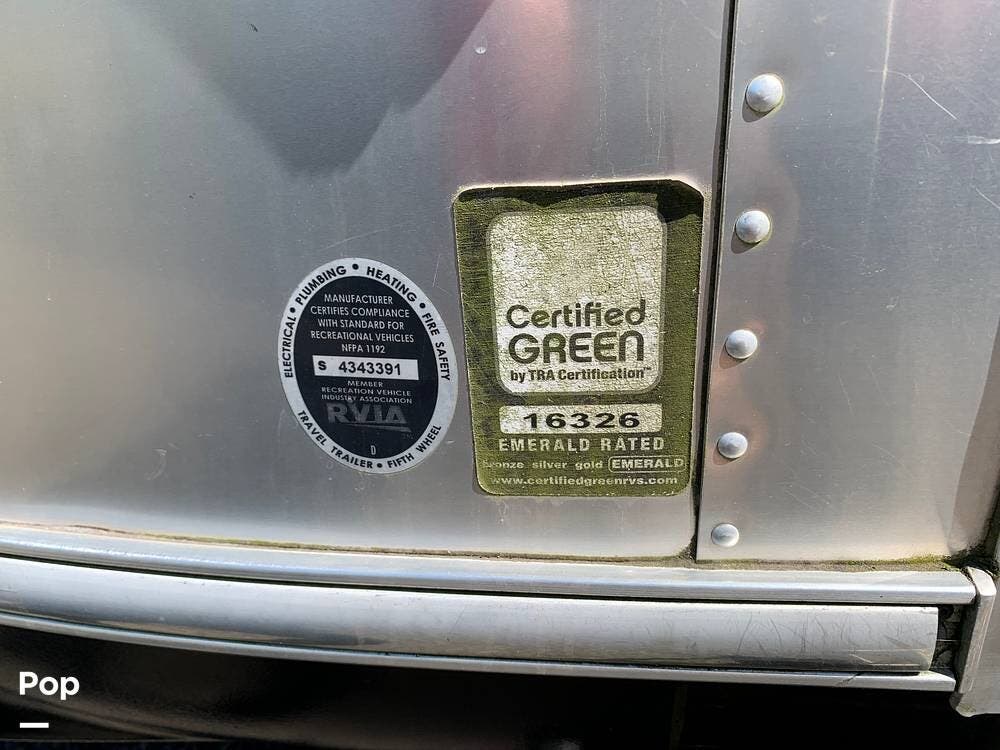 ELECTRICAL • PLUMBING • HEATING • FIRE SAFETY
MANUFACTURER
CERTIFIES COMPLIANCE
WITH STANDARD FOR
RECREATIONAL VEHICLES
NFPA 1192
S 4343391
MEMBER
RECREATION VEHICLE
INDUSTRY ASSOCIATION
RVIA
D
TRAVEL TRAILER • FIFTH WHEEL
Certified
GREEN
by TRA Certification™
16326
EMERALD RATED
bronze silver gold EMERALD
www.certifiedgreenrvs.com
Pop